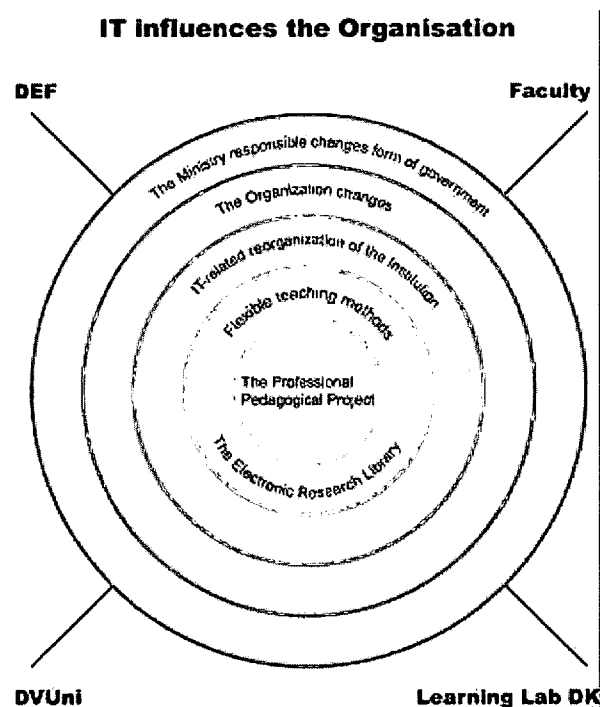 IT influences the Organisation
DEF
Faculty
The Ministry responsible changes form of government
The Organization changes
IT-related reorganization of the Institution
Flexible teaching methods
The Professional
Pedagogical Project
The Electronic Research Library
DVUni
Learning Lab DK